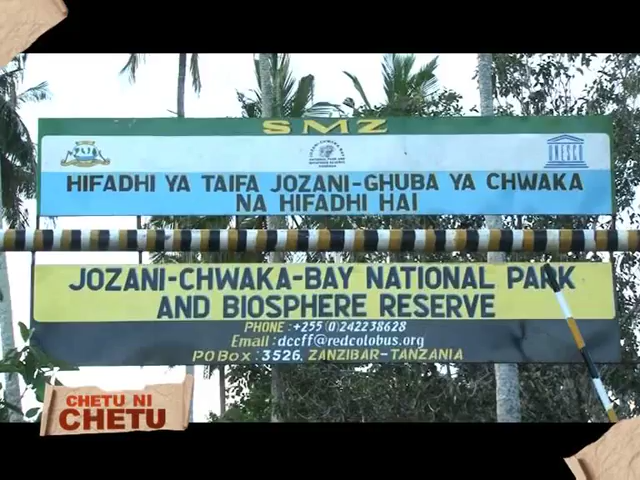 SMZ
UNESCO
HIFADHI YA TAIFA JOZANI-GHUBA YA CHWAKA
NA HIFADHI HAI
JOZANI-CHWAKA-BAY NATIONAL PARK
AND BIOSPHERE RESERVE
PHONE : +255 (0)242238628
Email : dccff@redcolobus.org
P O Box : 3526, ZANZIBAR-TANZANIA
CHETU NI
CHETU